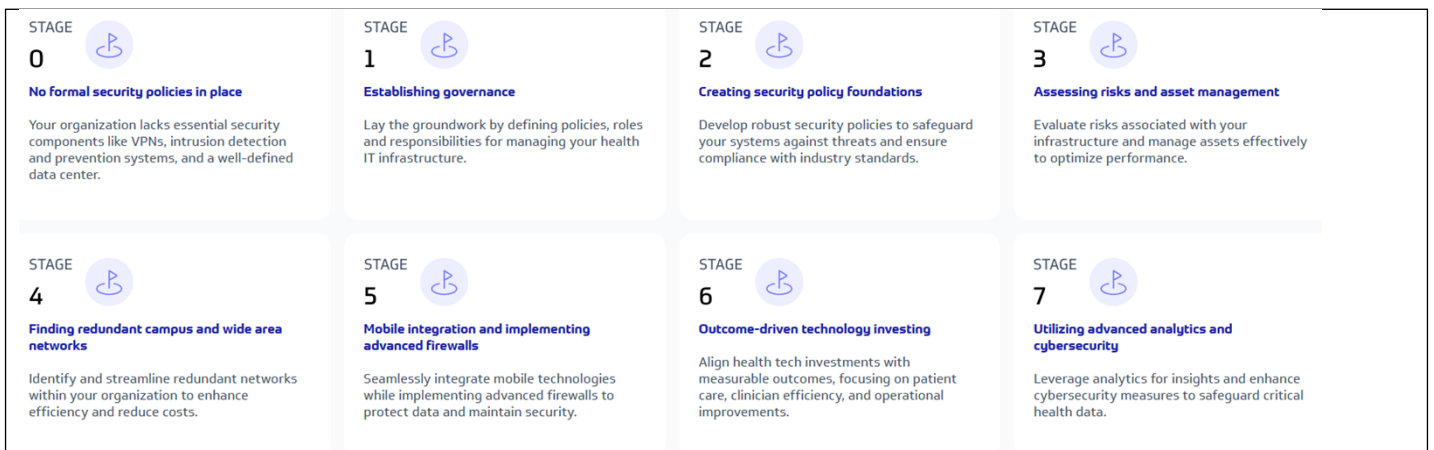 STAGE
0
No formal security policies in place
Your organization lacks essential security
components like VPNs, intrusion detection
and prevention systems, and a well-defined
data center.
STAGE
1
Establishing governance
Lay the groundwork by defining policies, roles
and responsibilities for managing your health
IT infrastructure.
STAGE
2
Creating security policy foundations
Develop robust security policies to safeguard
your systems against threats and ensure
compliance with industry standards.
STAGE
3
Assessing risks and asset management
Evaluate risks associated with your
infrastructure and manage assets effectively
to optimize performance.
STAGE
4
Finding redundant campus and wide area
networks
Identify and streamline redundant networks
within your organization to enhance
efficiency and reduce costs.
STAGE
5
Mobile integration and implementing
advanced firewalls
Seamlessly integrate mobile technologies
while implementing advanced firewalls to
protect data and maintain security.
STAGE
6
Outcome-driven technology investing
Align health tech investments with
measurable outcomes, focusing on patient
care, clinician efficiency, and operational
improvements.
STAGE
7
Utilizing advanced analytics and
cybersecurity
Leverage analytics for insights and enhance
cybersecurity measures to safeguard critical
health data.